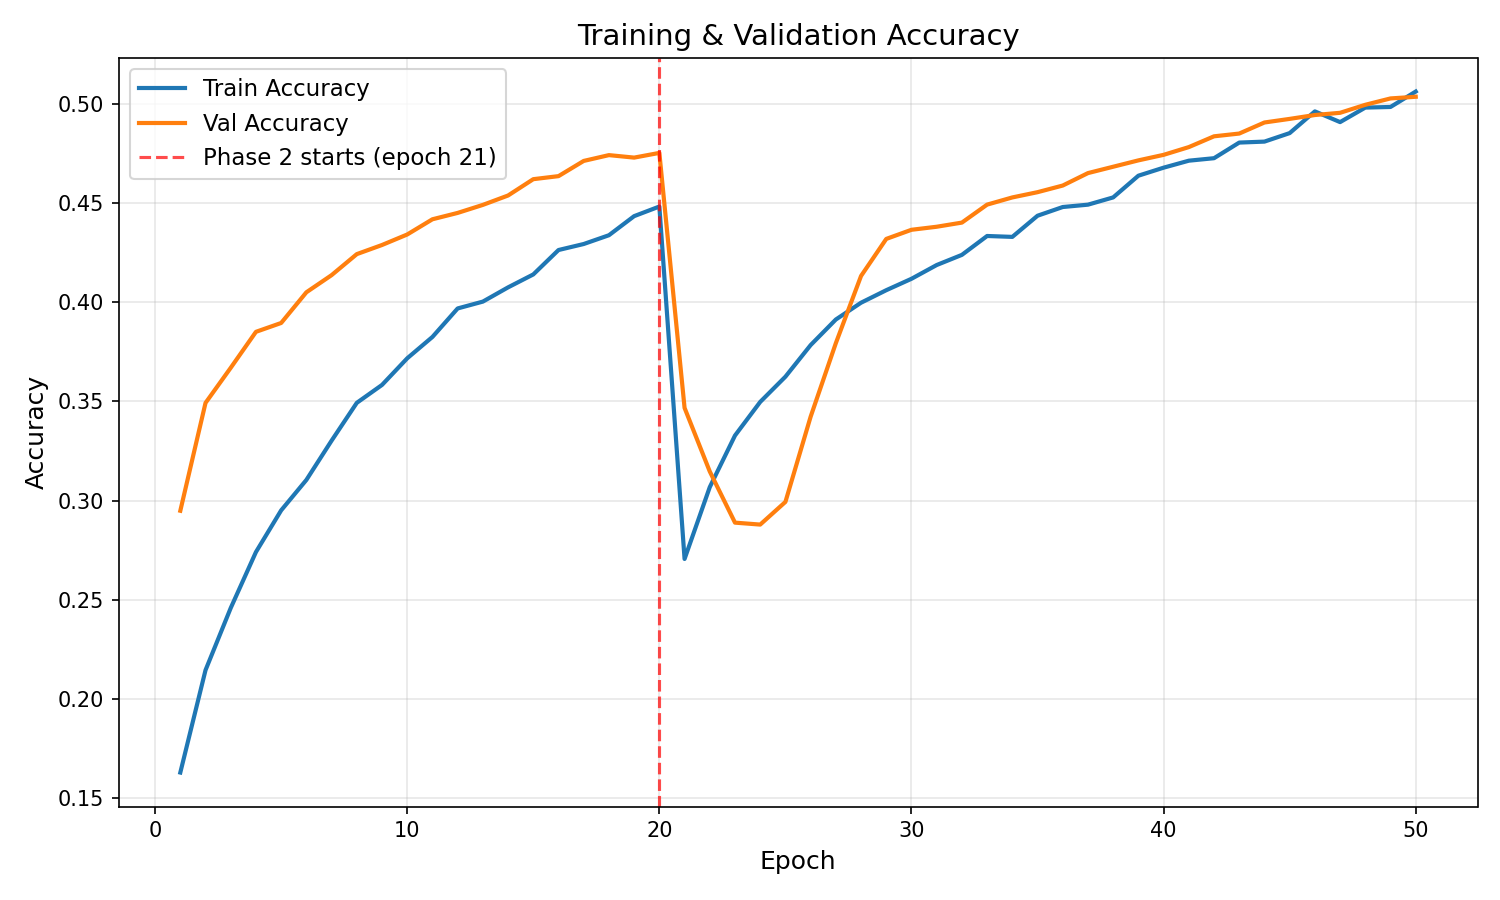 Training & Validation Accuracy
Train Accuracy
Val Accuracy
Phase 2 starts (epoch 21)
Accuracy
0.50
0.45
0.40
0.35
0.30
0.25
0.20
0.15
0 10 20 30 40 50
Epoch